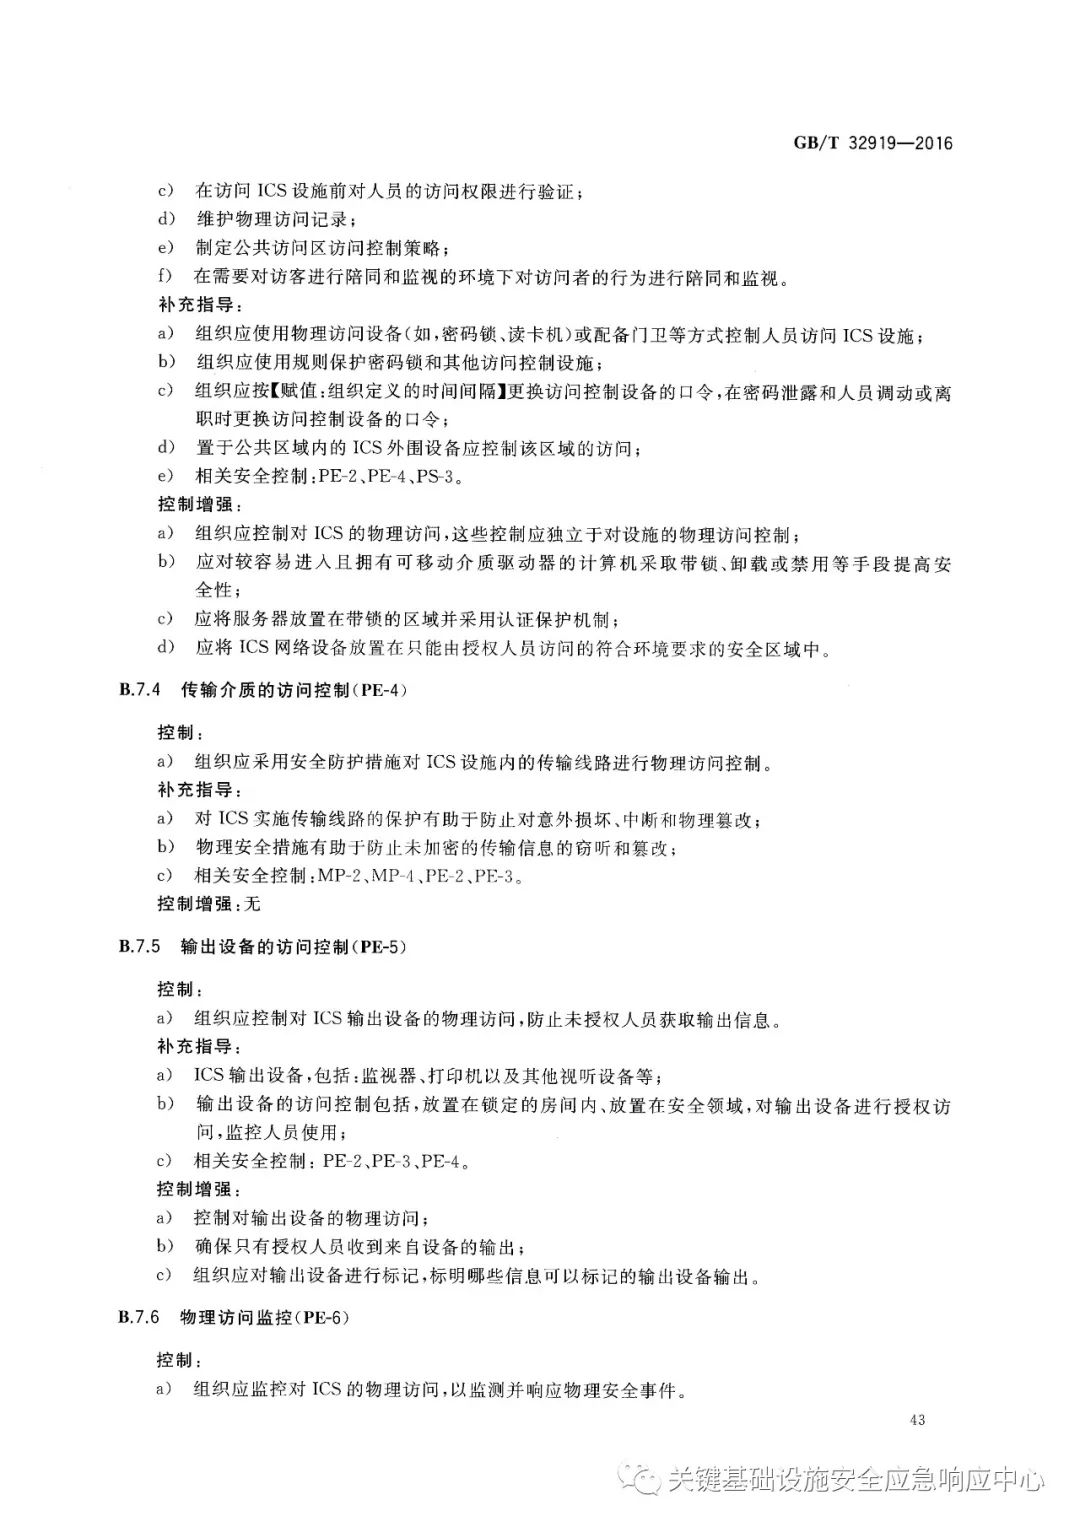 GB/T 32919—2016
c) 在访问 ICS 设施前对人员的访问权限进行验证；
d) 维护物理访问记录；
e) 制定公共访问区访问控制策略；
f) 在需要对访客进行陪同和监视的环境下对访问者的行为进行陪同和监视。
补充指导：
a) 组织应使用物理访问设备(如,密码锁、读卡机)或配备门卫等方式控制人员访问 ICS 设施；
b) 组织应使用规则保护密码锁和其他访问控制设施；
c) 组织应按【赋值:组织定义的时间间隔】更换访问控制设备的口令,在密码泄露和人员调动或离
职时更换访问控制设备的口令；
d) 置于公共区域内的 ICS 外围设备应控制该区域的访问；
e) 相关安全控制:PE-2、PE-4、PS-3。
控制增强：
a) 组织应控制对 ICS 的物理访问,这些控制应独立于对设施的物理访问控制；
b) 应对较容易进入且拥有可移动介质驱动器的计算机采取带锁、卸载或禁用等手段提高安
全性；
c) 应将服务器放置在带锁的区域并采用认证保护机制；
d) 应将 ICS 网络设备放置在只能由授权人员访问的符合环境要求的安全区域中。
B.7.4 传输介质的访问控制(PE-4)
控制：
a) 组织应采用安全防护措施对 ICS 设施内的传输线路进行物理访问控制。
补充指导：
a) 对 ICS 实施传输线路的保护有助于防止对意外损坏、中断和物理篡改；
b) 物理安全措施有助于防止未加密的传输信息的窃听和篡改；
c) 相关安全控制:MP-2、MP-4、PE-2、PE-3。
控制增强:无
B.7.5 输出设备的访问控制(PE-5)
控制：
a) 组织应控制对 ICS 输出设备的物理访问,防止未授权人员获取输出信息。
补充指导：
a) ICS 输出设备,包括:监视器、打印机以及其他视听设备等；
b) 输出设备的访问控制包括,放置在锁定的房间内、放置在安全领域,对输出设备进行授权访
问,监控人员使用；
c) 相关安全控制: PE-2、PE-3、PE-4。
控制增强：
a) 控制对输出设备的物理访问；
b) 确保只有授权人员收到来自设备的输出；
c) 组织应对输出设备进行标记,标明哪些信息可以标记的输出设备输出。
B.7.6 物理访问监控(PE-6)
控制：
a) 组织应监控对 ICS 的物理访问,以监测并响应物理安全事件。
43
关键基础设施安全应急响应中心